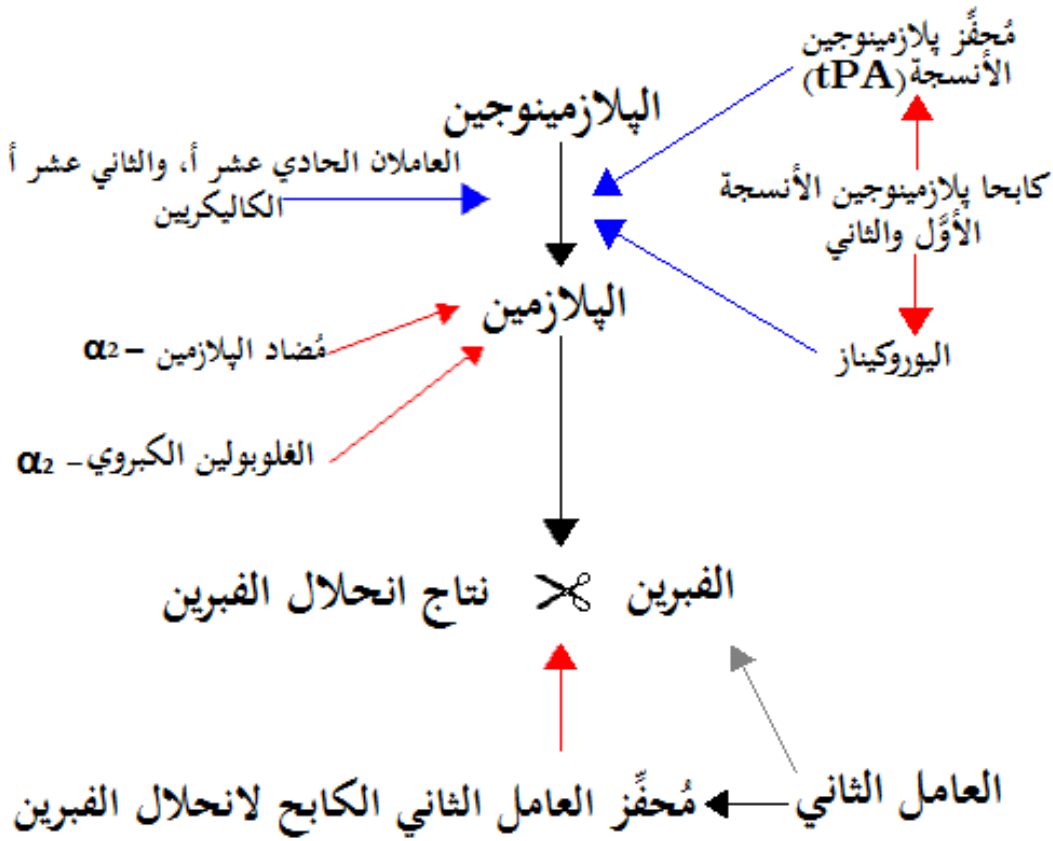 مُحفِّز پلازمينوجين
الأنسجة (tPA)
الپلازمينوجين
العاملان الحادي عشر أ، والثاني عشر أ
الكاليكريين
كابحا پلازمينوجين الأنسجة
الأوَّل والثاني
الپلازمين
مُضاد الپلازمين – α2
اليوروكيناز
الغلوبولين الكبروي – α2
الفبرين
نتاج انحلال الفبرين
العامل الثاني
مُحفِّز العامل الثاني الكابح لانحلال الفبرين